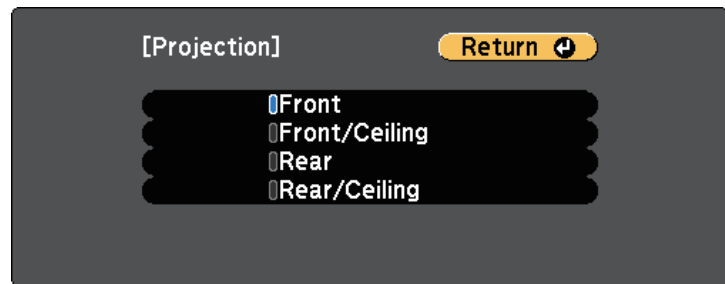 [Projection]
Return
Front
Front/Ceiling
Rear
Rear/Ceiling